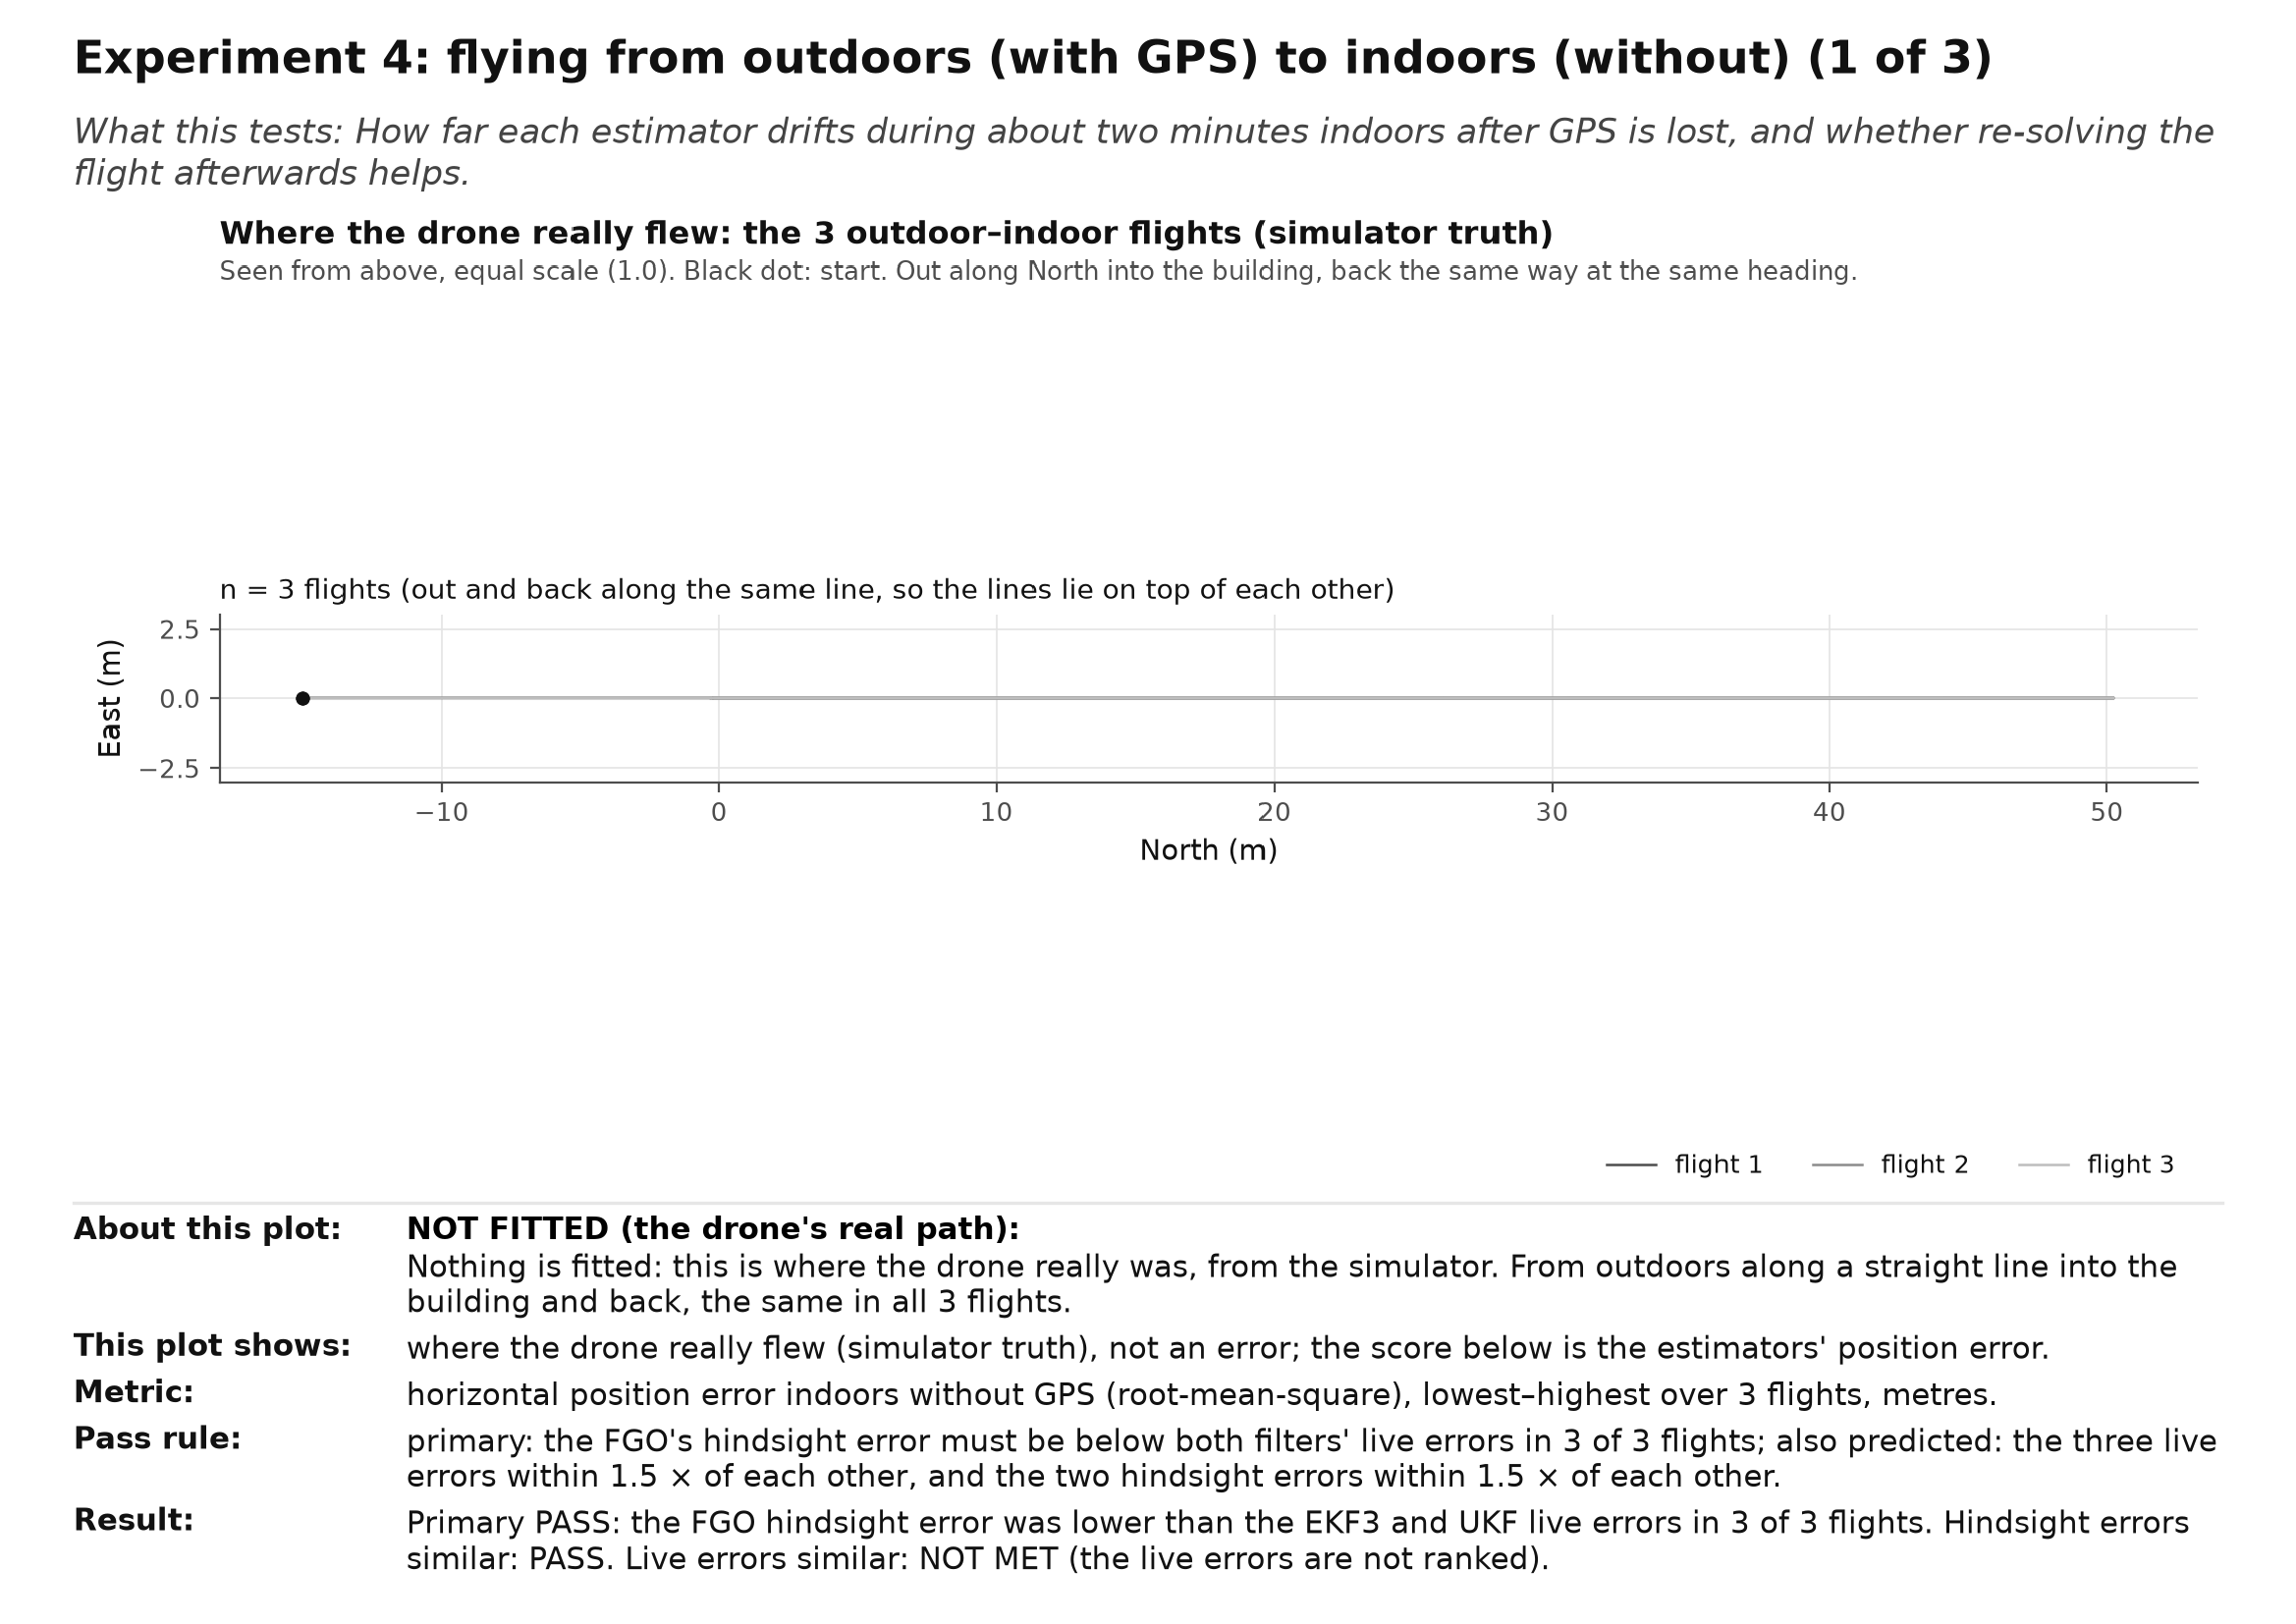 Experiment 4: flying from outdoors (with GPS) to indoors (without) (1 of 3)
What this tests: How far each estimator drifts during about two minutes indoors after GPS is lost, and whether re-solving the
flight afterwards helps.
Where the drone really flew: the 3 outdoor–indoor flights (simulator truth)
Seen from above, equal scale (1.0). Black dot: start. Out along North into the building, back the same way at the same heading.
n = 3 flights (out and back along the same line, so the lines lie on top of each other)
East (m)
2.5
0.0
−2.5
−10 0 10 20 30 40 50
North (m)
flight 1 flight 2 flight 3
About this plot: NOT FITTED (the drone's real path):
Nothing is fitted: this is where the drone really was, from the simulator. From outdoors along a straight line into the
building and back, the same in all 3 flights.
This plot shows: where the drone really flew (simulator truth), not an error; the score below is the estimators' position error.
Metric: horizontal position error indoors without GPS (root-mean-square), lowest–highest over 3 flights, metres.
Pass rule: primary: the FGO's hindsight error must be below both filters' live errors in 3 of 3 flights; also predicted: the three live
errors within 1.5 × of each other, and the two hindsight errors within 1.5 × of each other.
Result: Primary PASS: the FGO hindsight error was lower than the EKF3 and UKF live errors in 3 of 3 flights. Hindsight errors
similar: PASS. Live errors similar: NOT MET (the live errors are not ranked).